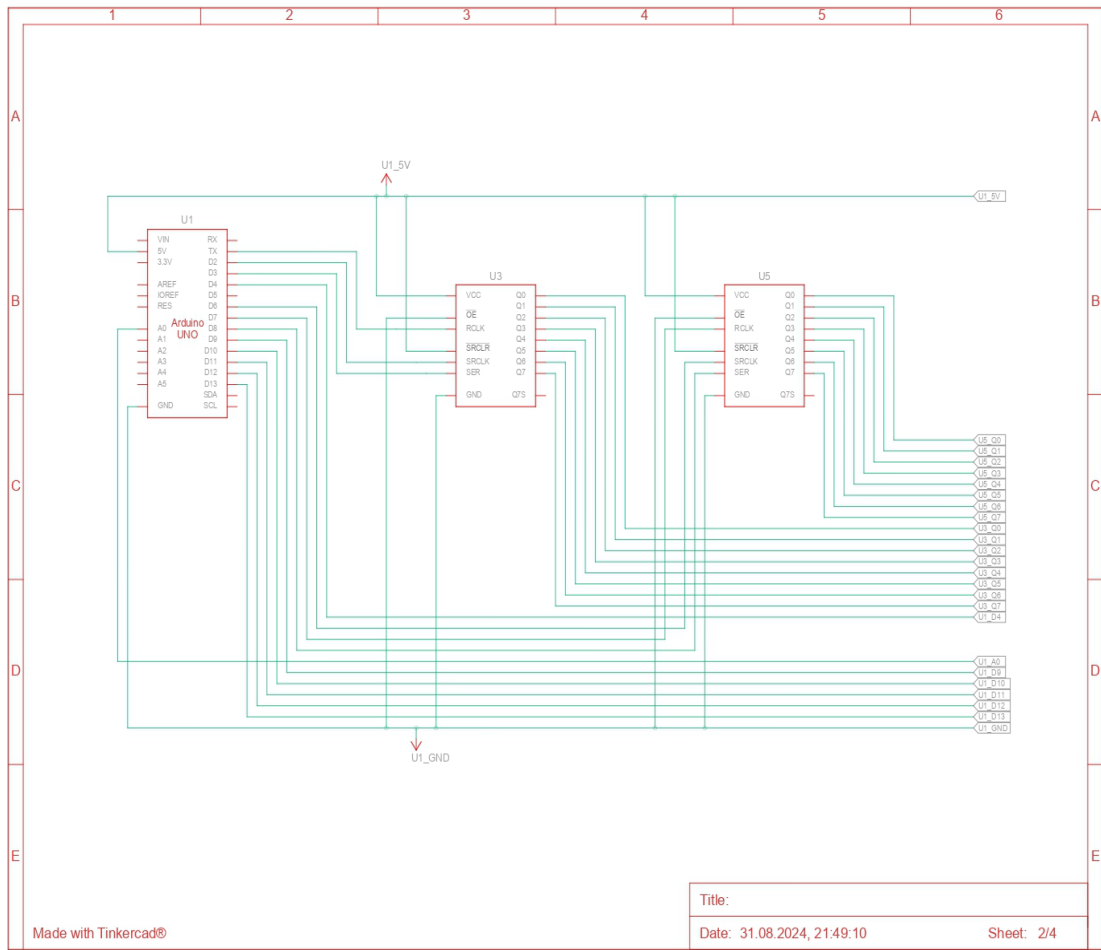 1 2 3 4 5 6
A A
U1_5V
U1_5V
U1
VIN RX
5V TX
3.3V D2
D3
AREF D4
IOREF D5
RES D6
D7
Arduino
UNO
A0 D8
A1 D9
A2 D10
A3 D11
A4 D12
A5 D13
SDA
GND SCL
B B
U3
VCC Q0
Q1
OE Q2
RCLK Q3
Q4
SRCLR Q5
SRCLK Q6
SER Q7
GND Q7S
U5
VCC Q0
Q1
OE Q2
RCLK Q3
Q4
SRCLR Q5
SRCLK Q6
SER Q7
GND Q7S
C C
U5_Q0
U5_Q1
U5_Q2
U5_Q3
U5_Q4
U5_Q5
U5_Q6
U5_Q7
U3_Q0
U3_Q1
U3_Q2
U3_Q3
U3_Q4
U3_Q5
U3_Q6
U3_Q7
U1_D4
D D
U1_A0
U1_D9
U1_D10
U1_D11
U1_D12
U1_D13
U1_GND
U1_GND
E E
Title:
Made with Tinkercad®
Date: 31.08.2024, 21:49:10 Sheet: 2/4